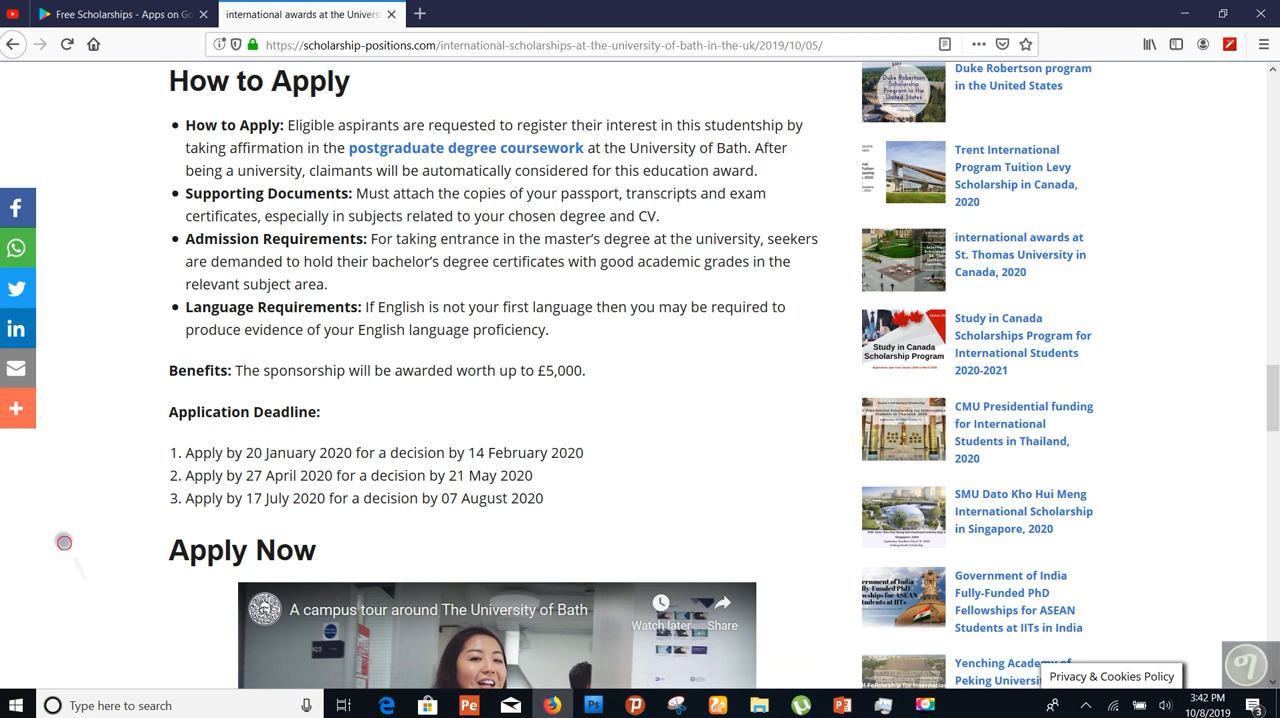 Free Scholarships - Apps on Go
international awards at the Univers
https://scholarship-positions.com/international-scholarships-at-the-university-of-bath-in-the-uk/2019/10/05/
How to Apply
How to Apply: Eligible aspirants are requested to register their interest in this studentship by
taking affirmation in the postgraduate degree coursework at the University of Bath. After
being a university, claimants will be automatically considered for this education award.
Supporting Documents: Must attach the copies of your passport, transcripts and exam
certificates, especially in subjects related to your chosen degree and CV.
Admission Requirements: For taking entrance in the master's degree at the university, seekers
are demanded to hold their bachelor's degree certificates with good academic grades in the
relevant subject area.
Language Requirements: If English is not your first language then you may be required to
produce evidence of your English language proficiency.
Benefits: The sponsorship will be awarded worth up to £5,000.
Application Deadline:
1. Apply by 20 January 2020 for a decision by 14 February 2020
2. Apply by 27 April 2020 for a decision by 21 May 2020
3. Apply by 17 July 2020 for a decision by 07 August 2020
Apply Now
A campus tour around The University of Bath
Watch later
Share
Duke Robertson
Scholarship
Program in the
United States
Duke Robertson program
in the United States
Trent International
Program Tuition Levy
Scholarship in Canada,
2020
international awards at
St. Thomas University in
Canada, 2020
Study in Canada
Scholarship Program
Study in Canada
Scholarships Program for
International Students
2020-2021
CMU Presidential funding
for International
Students in Thailand,
2020
SMU Dato Kho Hui Meng
International Scholarship
in Singapore, 2020
Government of India
Fully-Funded PhD
Fellowships for ASEAN
Students at IITs in India
Yenching Academy of
Peking Universit
Privacy & Cookies Policy
Type here to search
3:42 PM
10/8/2019
3